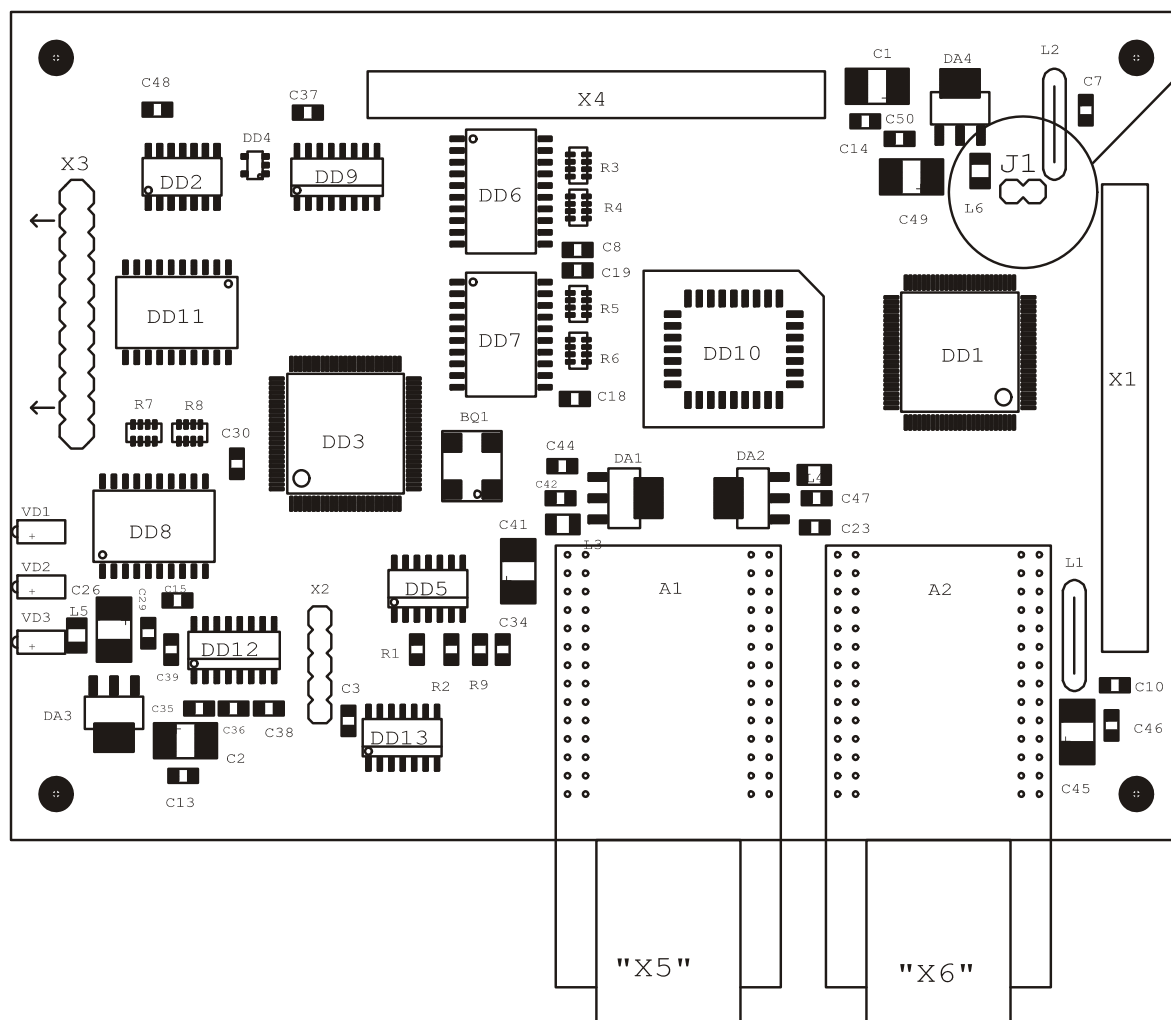 L2
C1
DA4
C48
C37
C7
X4
C50
DD4
C14
X3
J1
R3
DD2
DD9
DD6
R4
L6
C49
C8
C19
R5
DD11
DD7
DD10
DD1
R6
X1
C18
R7
R8
BQ1
C30
DD3
C44
DA1
DA2
L4
C42
C47
VD1
DD8
C41
C23
L3
VD2
C26
C15
X2
DD5
A1
A2
L1
C29
VD3
L5
DD12
R1
C34
C39
R2
R9
C10
DA3
C35
C36
C38
C3
C46
DD13
C2
C13
C45
"X5"
"X6"